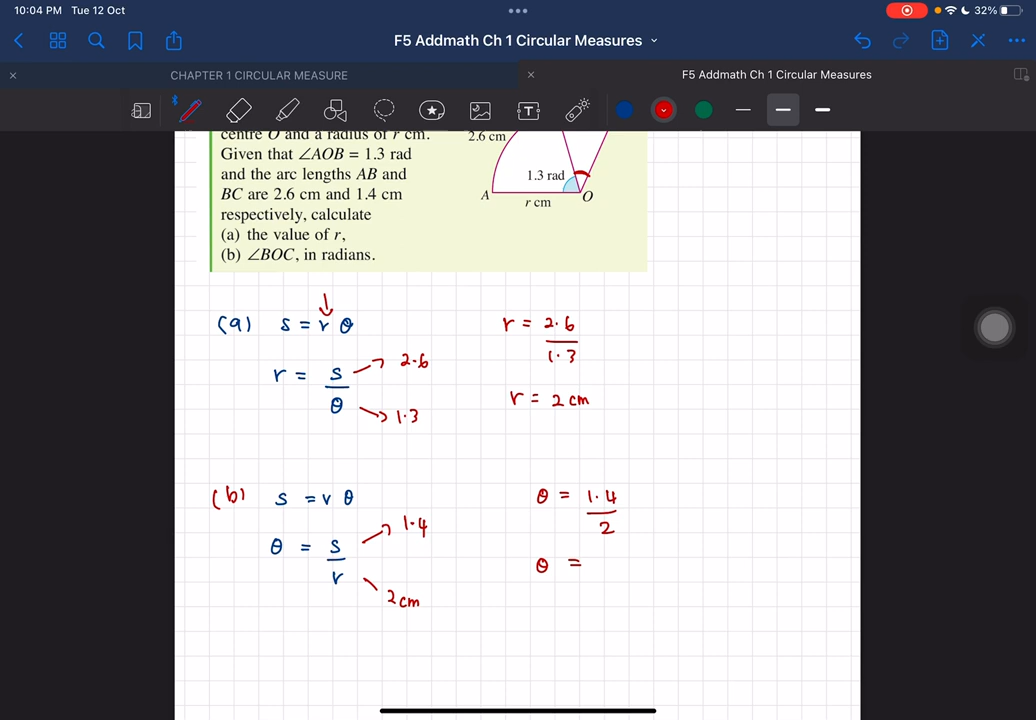 10:04 PM Tue 12 Oct
32%
F5 Addmath Ch 1 Circular Measures
CHAPTER 1 CIRCULAR MEASURE
F5 Addmath Ch 1 Circular Measures
centre O and a radius of r cm.
Given that ∠AOB = 1.3 rad
and the arc lengths AB and
BC are 2.6 cm and 1.4 cm
respectively, calculate
(a) the value of r,
(b) ∠BOC, in radians.
2.6 cm
1.3 rad
A
O
r cm
(a) s = r θ
r = s/θ
2.6
1.3
r = 2.6/1.3
r = 2 cm
(b) s = r θ
θ = s/r
1.4
2 cm
θ = 1.4/2
θ =